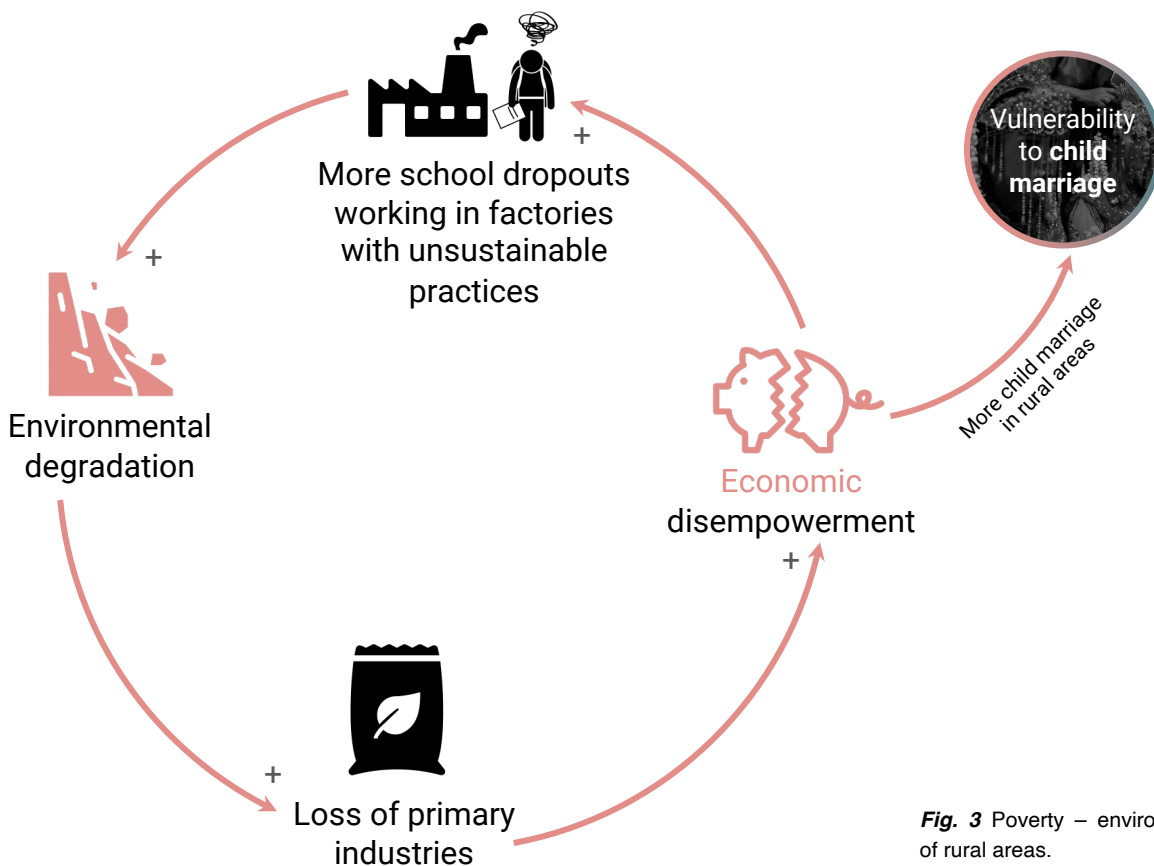 More school dropouts
working in factories
with unsustainable
practices
+
Vulnerability
to child
marriage
+
Environmental
degradation
More child marriage
in rural areas
Economic
disempowerment
+
+
Loss of primary
industries
Fig. 3 Poverty –
of rural areas.